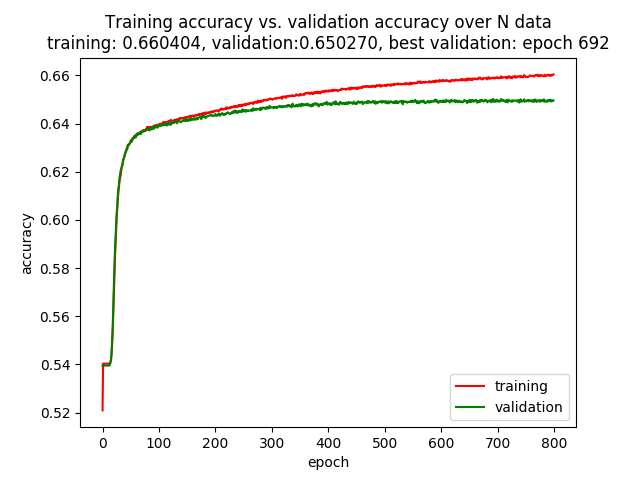 Training accuracy vs. validation accuracy over N data
training: 0.660404, validation:0.650270, best validation: epoch 692
0.66
0.64
0.62
0.60
0.58
0.56
0.54
0.52
accuracy
training
validation
0 100 200 300 400 500 600 700 800
epoch